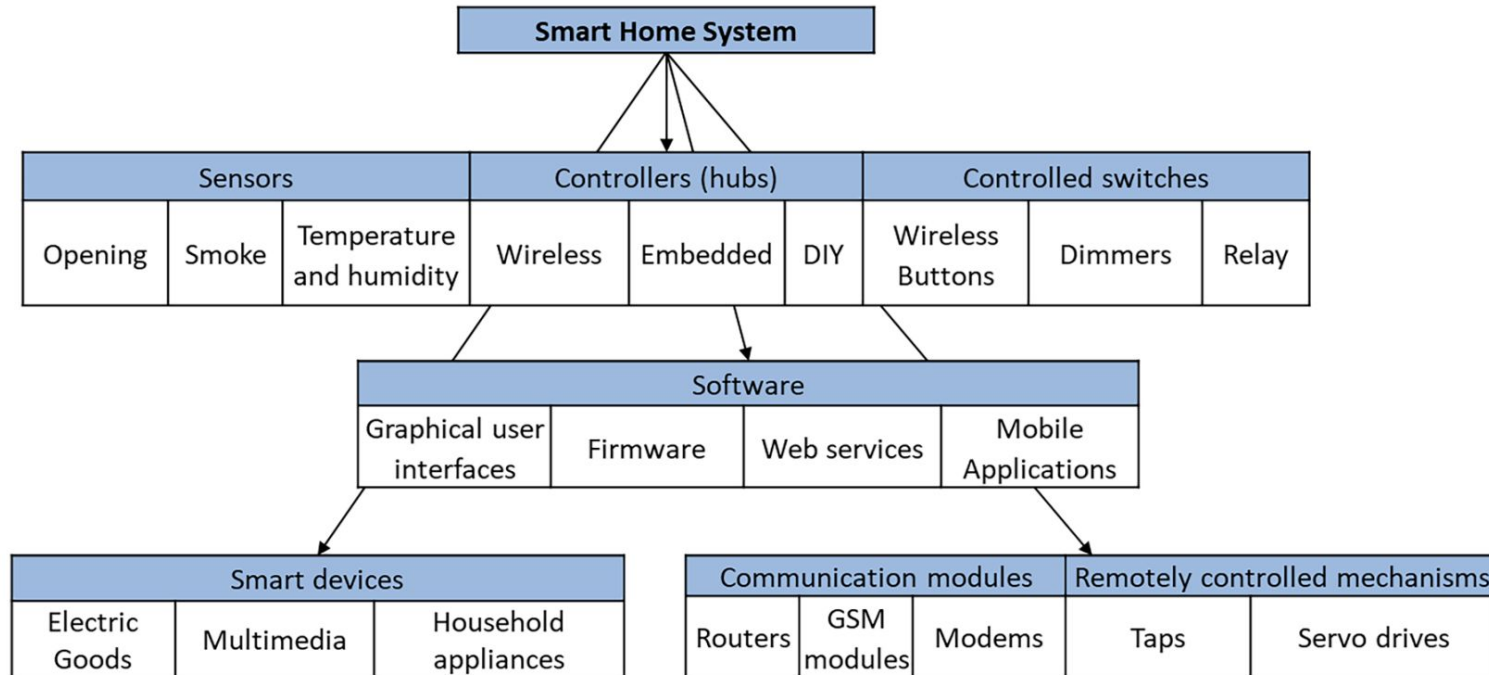 Smart Home System
Sensors
Controllers (hubs)
Controlled switches
Opening
Smoke
Temperature
and humidity
Wireless
Embedded
DIY
Wireless
Buttons
Dimmers
Relay
Software
Graphical user
interfaces
Firmware
Web services
Mobile
Applications
Smart devices
Electric
Goods
Multimedia
Household
appliances
Communication modules
Remotely controlled mechanisms
Routers
GSM
modules
Modems
Taps
Servo drives